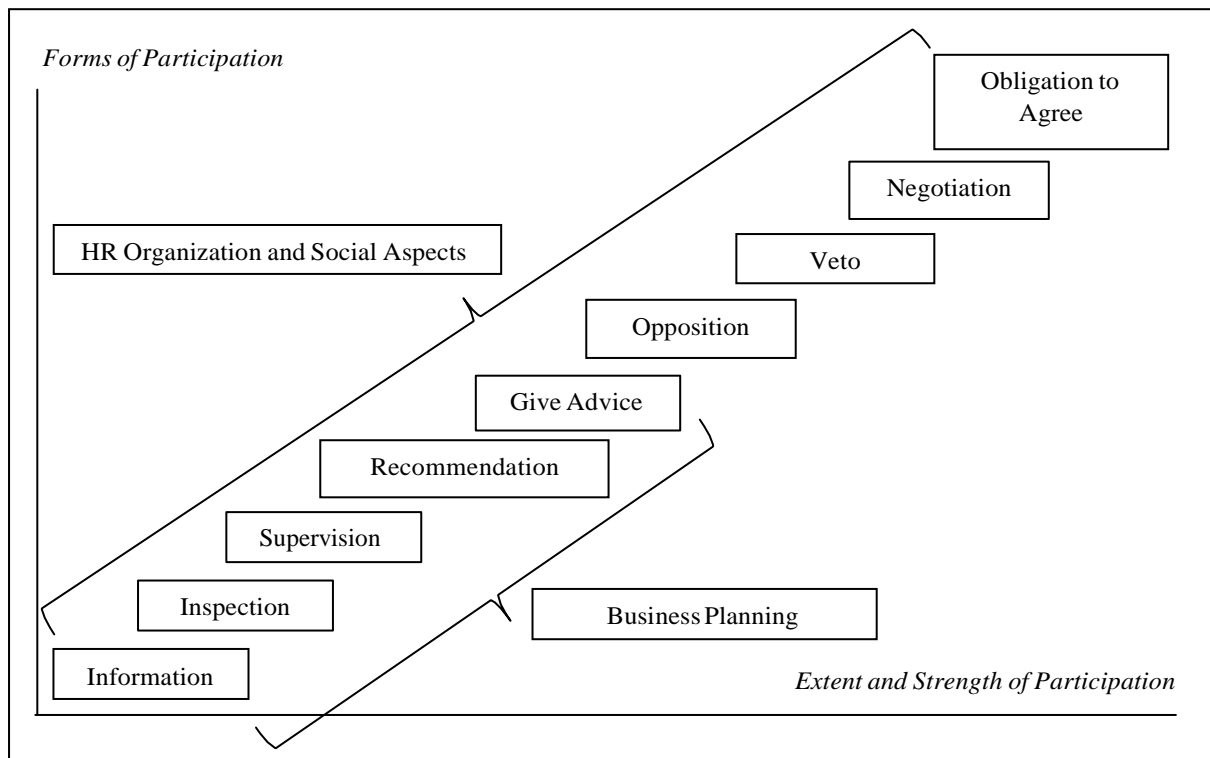 Forms of Participation
Obligation to
Agree
Negotiation
HR Organization and Social Aspects
Veto
Opposition
Give Advice
Recommendation
Supervision
Inspection
Business Planning
Information
Extent and Strength of Participation